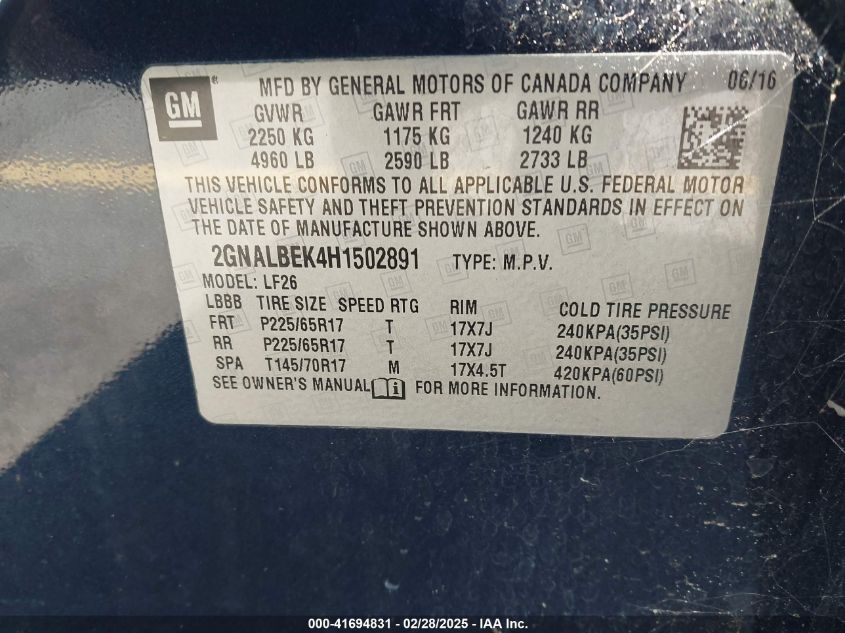 GM
MFD BY GENERAL MOTORS OF CANADA COMPANY 06/16
GVWR GAWR FRT GAWR RR
2250 KG 1175 KG 1240 KG
4960 LB 2590 LB 2733 LB
THIS VEHICLE CONFORMS TO ALL APPLICABLE U.S. FEDERAL MOTOR
VEHICLE SAFETY AND THEFT PREVENTION STANDARDS IN EFFECT ON
THE DATE OF MANUFACTURE SHOWN ABOVE.
2GNALBEK4H1502891 TYPE: M.P.V.
MODEL: LF26
LBBB TIRE SIZE SPEED RTG RIM COLD TIRE PRESSURE
FRT P225/65R17 T 17X7J 240KPA(35PSI)
RR P225/65R17 T 17X7J 240KPA(35PSI)
SPA T145/70R17 M 17X4.5T 420KPA(60PSI)
SEE OWNER'S MANUAL FOR MORE INFORMATION.
000-41694831 - 02/28/2025 - IAA Inc.